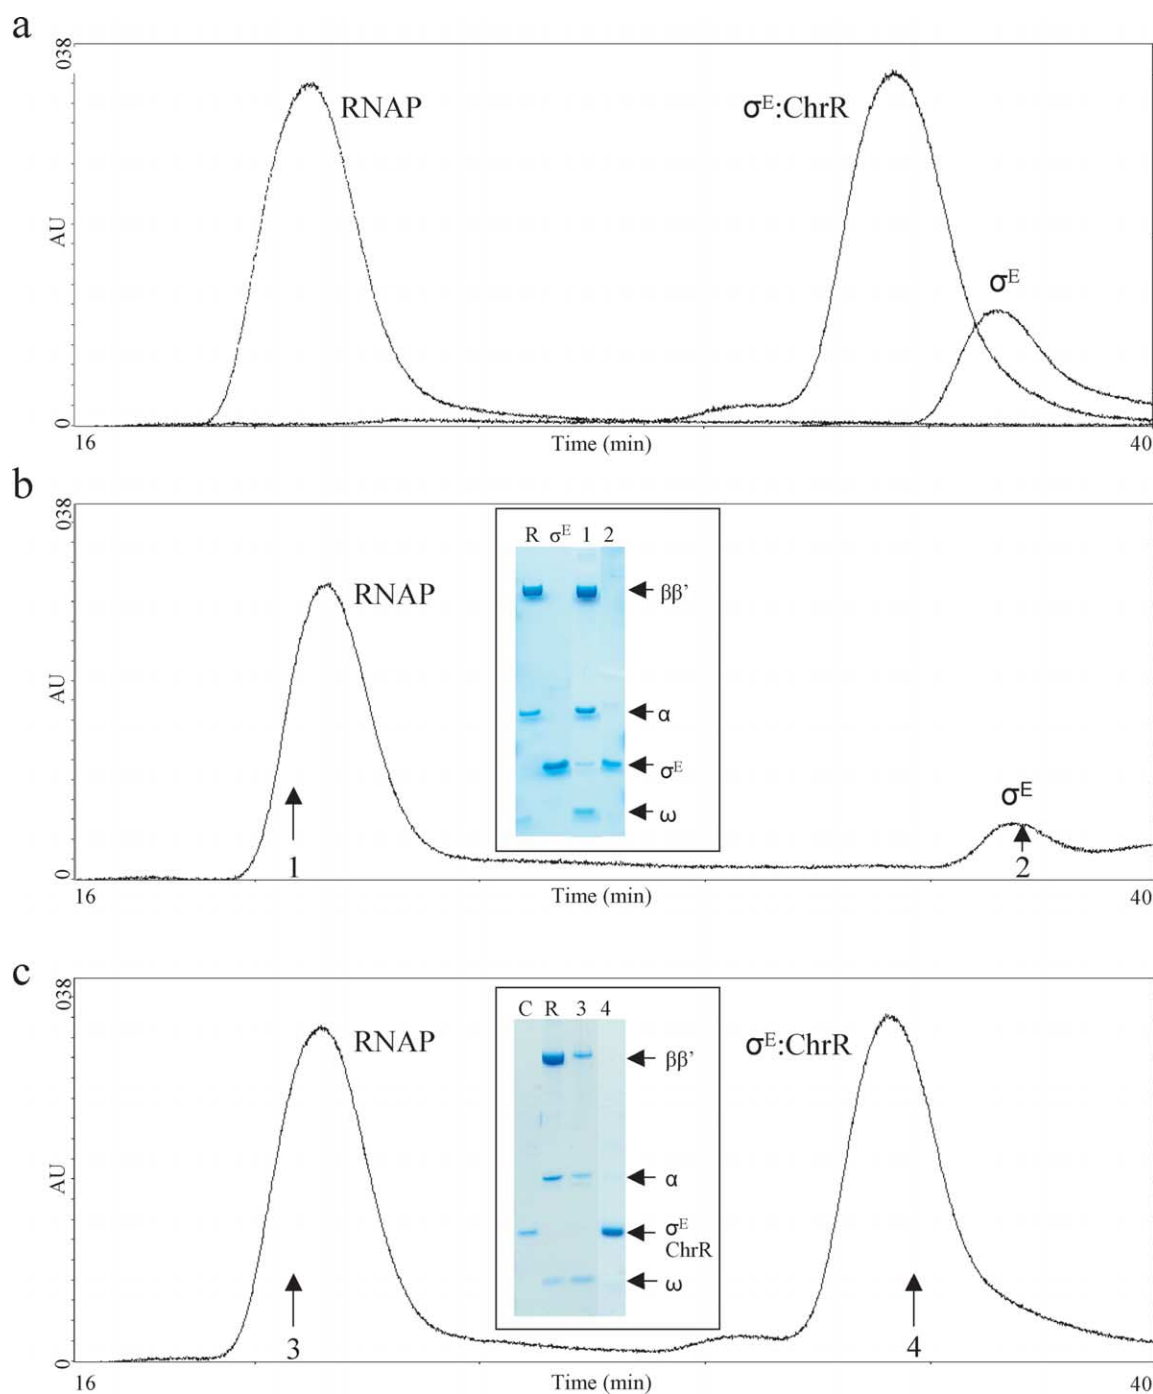 a
038
RNAP
σE:ChrR
σE
AU
0
16
Time (min)
40
b
038
R σE 1 2
ββ’
RNAP
α
σE
ω
AU
σE
1
2
0
16
Time (min)
40
c
038
C R 3 4
RNAP
σE:ChrR
ββ’
α
σE
ChrR
ω
AU
3
4
0
16
Time (min)
40